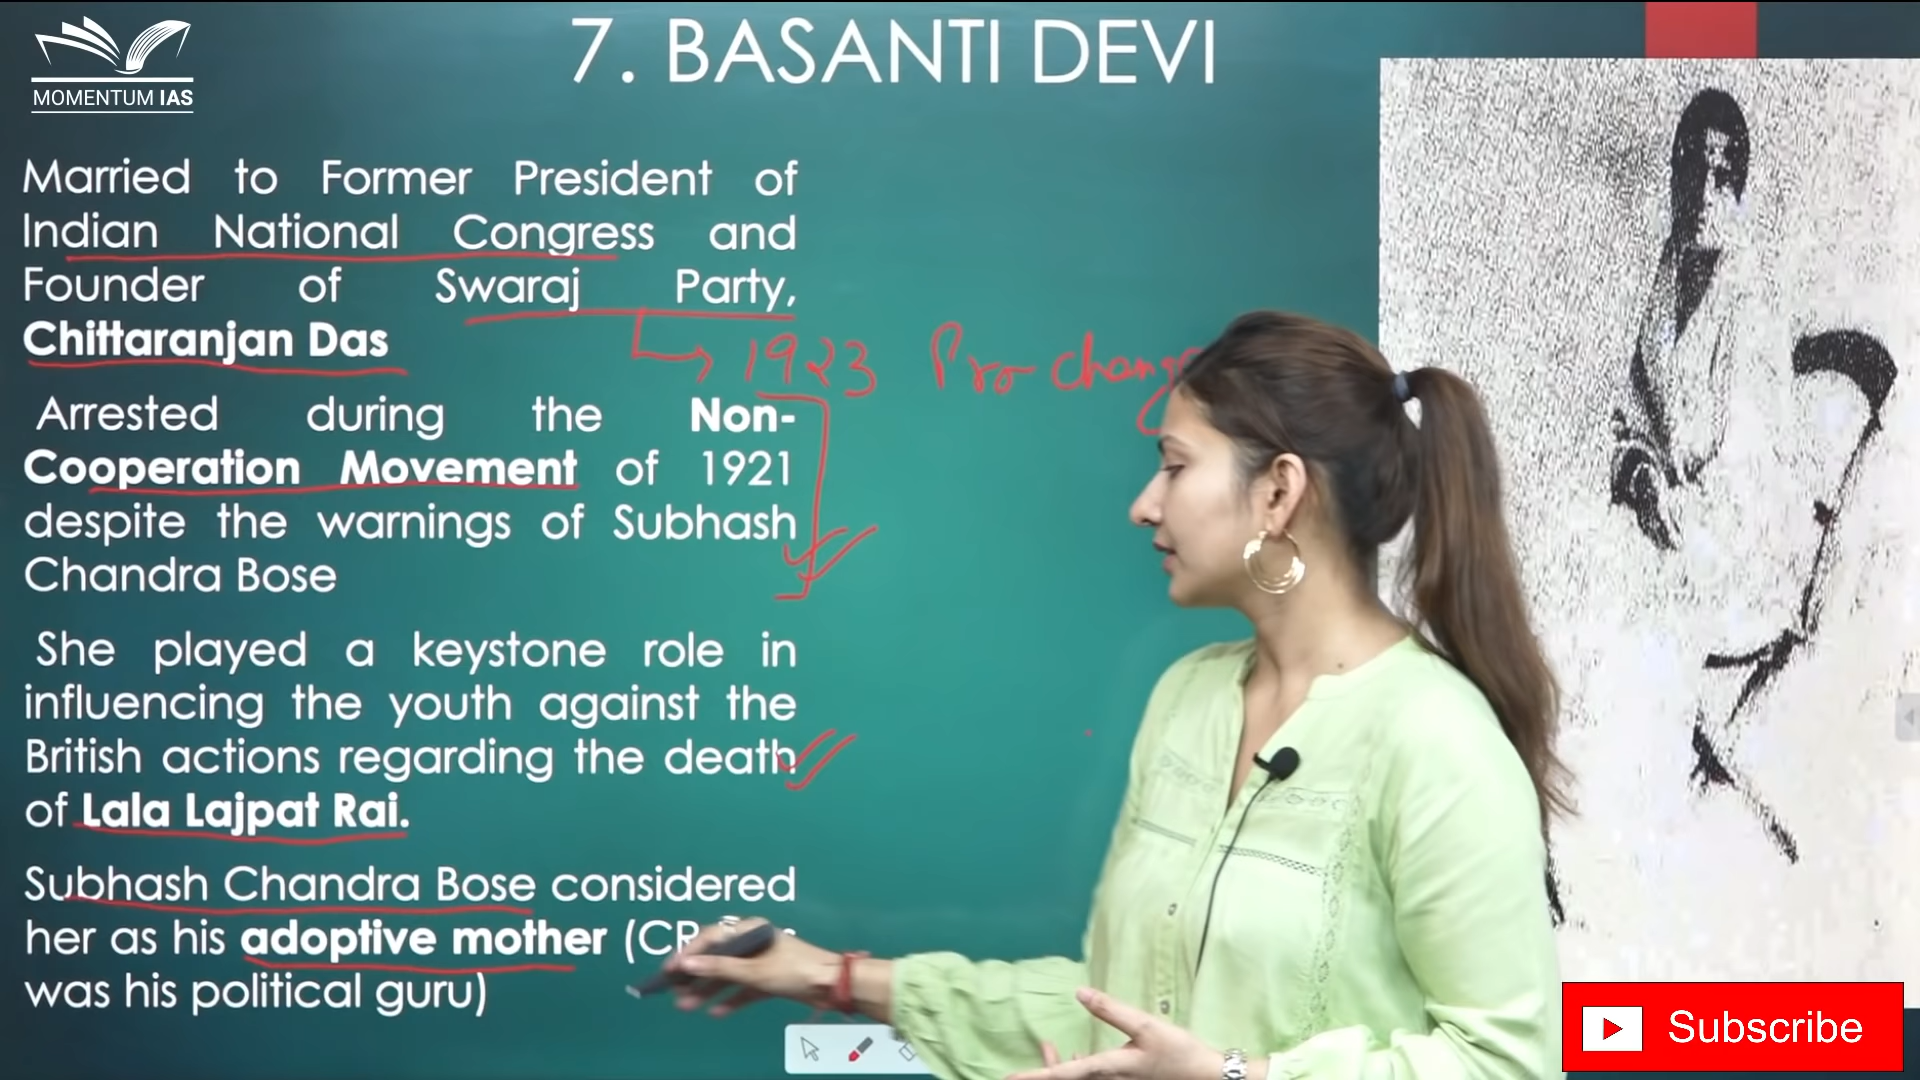 MOMENTUM IAS
7. BASANTI DEVI
Married to Former President of
Indian National Congress and
Founder of Swaraj Party,
Chittaranjan Das
1923 Pro change
Arrested during the Non-
Cooperation Movement of 1921
despite the warnings of Subhash
Chandra Bose
She played a keystone role in
influencing the youth against the
British actions regarding the death
of Lala Lajpat Rai.
Subhash Chandra Bose considered
her as his adoptive mother (CR
was his political guru)
Subscribe